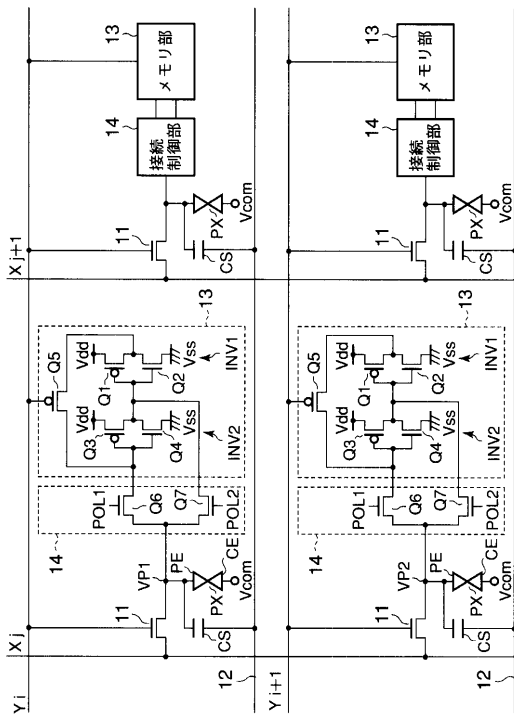 Yi
Xj
Xj+1
11
VP1
PE
PX
CE
CS
Vcom
12
14
POL1
Q6
Q7
POL2
Q5
Vdd
Q3
Q4
Vss
INV2
Vdd
Q1
Q2
Vss
INV1
13
11
CS
PX
Vcom
14
接続
制御部
13
メモリ部
Yi+1
11
VP2
PE
PX
CE
CS
Vcom
12
14
POL1
Q6
Q7
POL2
Q5
Vdd
Q3
Q4
Vss
INV2
Vdd
Q1
Q2
Vss
INV1
13
11
CS
PX
Vcom
14
接続
制御部
13
メモリ部